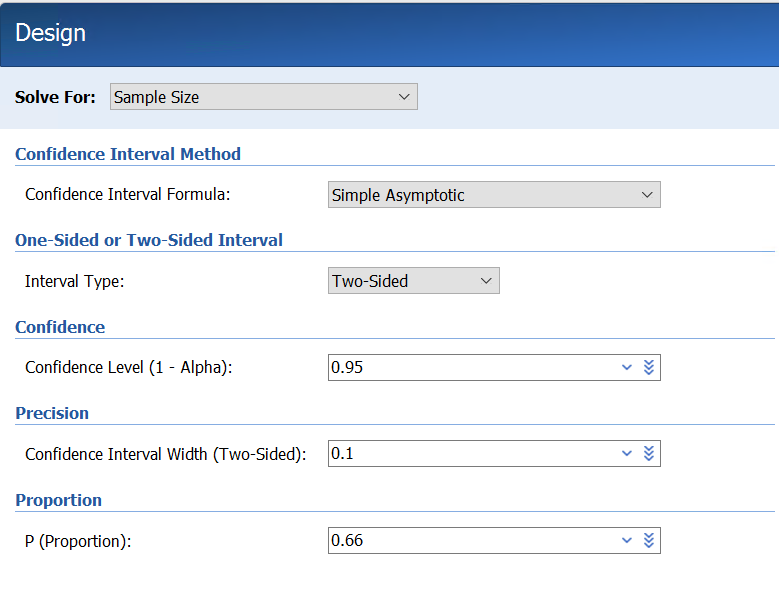 Design
Solve For: Sample Size
Confidence Interval Method
Confidence Interval Formula: Simple Asymptotic
One-Sided or Two-Sided Interval
Interval Type: Two-Sided
Confidence
Confidence Level (1 - Alpha): 0.95
Precision
Confidence Interval Width (Two-Sided): 0.1
Proportion
P (Proportion): 0.66